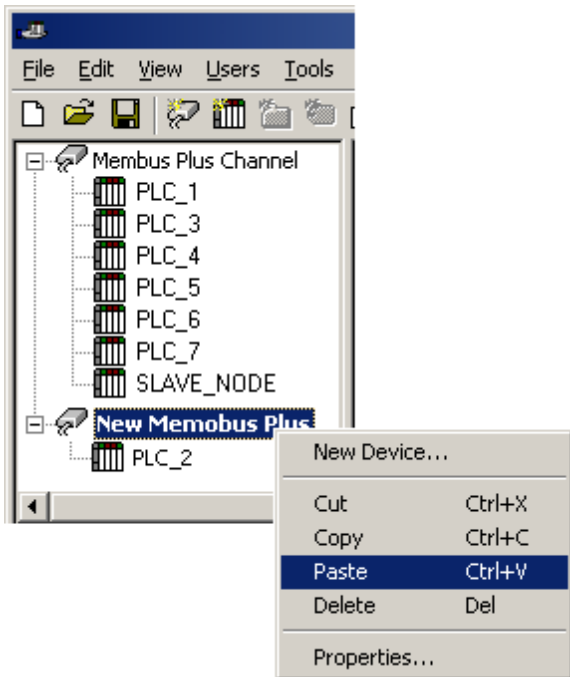 File Edit View Users Tools
Membus Plus Channel
PLC_1
PLC_3
PLC_4
PLC_5
PLC_6
PLC_7
SLAVE_NODE
New Memobus Plus
PLC_2
New Device...
Cut Ctrl+X
Copy Ctrl+C
Paste Ctrl+V
Delete Del
Properties...